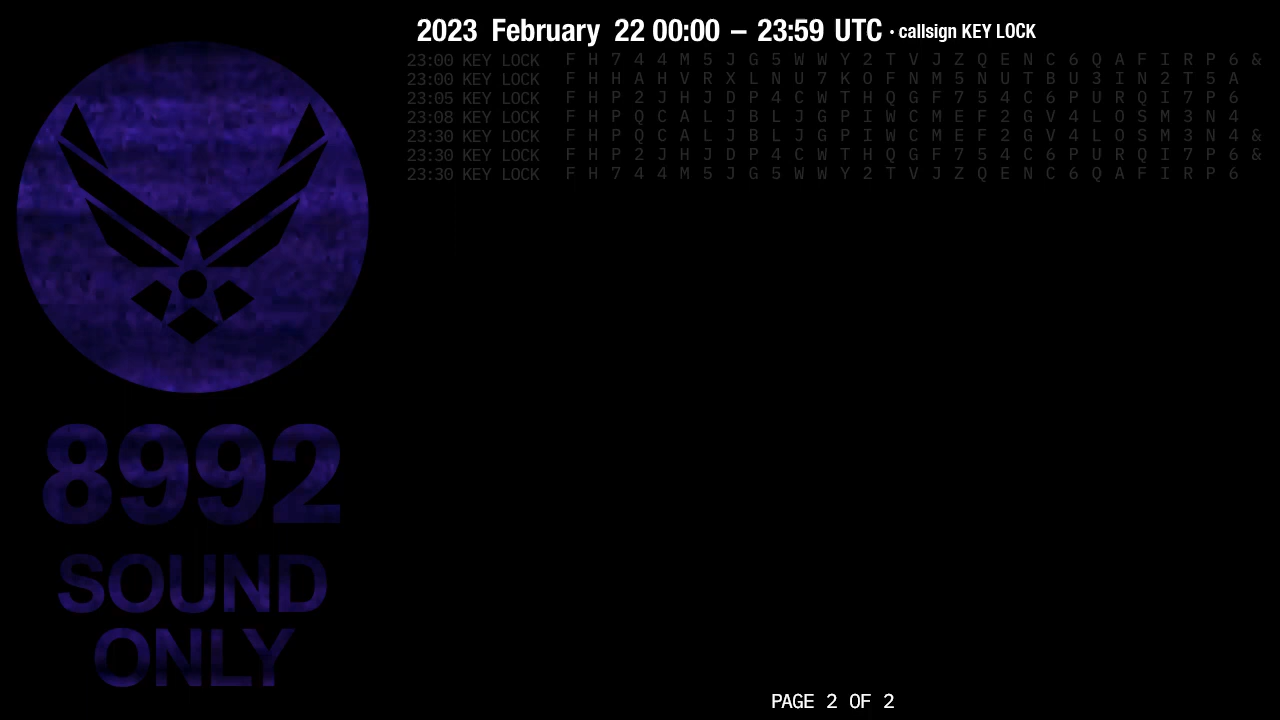 2023 February 22 00:00 – 23:59 UTC · callsign KEY LOCK
23:00 KEY LOCK F H 7 4 4 M 5 J G 5 W W Y 2 T V J Z Q E N C 6 Q A F I R P 6 &
23:00 KEY LOCK F H H A H V R X L N U 7 K O F N M 5 N U T B U 3 I N 2 T 5 A
23:05 KEY LOCK F H P 2 J H J D P 4 C W T H Q G F 7 5 4 C 6 P U R Q I 7 P 6
23:08 KEY LOCK F H P Q C A L J B L J G P I W C M E F 2 G V 4 L O S M 3 N 4
23:30 KEY LOCK F H P Q C A L J B L J G P I W C M E F 2 G V 4 L O S M 3 N 4 &
23:30 KEY LOCK F H P 2 J H J D P 4 C W T H Q G F 7 5 4 C 6 P U R Q I 7 P 6 &
23:30 KEY LOCK F H 7 4 4 M 5 J G 5 W W Y 2 T V J Z Q E N C 6 Q A F I R P 6
8992
SOUND
ONLY
PAGE 2 OF 2